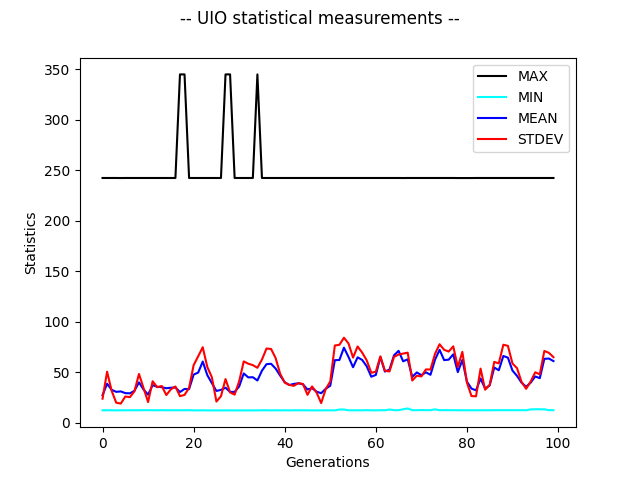 -- UIO statistical measurements --
350
300
250
200
150
100
50
0
Statistics
MAX
MIN
MEAN
STDEV
0 20 40 60 80 100
Generations